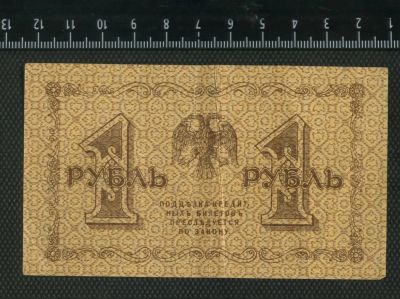 13 12 11 10 9 8 7 6 5 4 3 2 1
1 РУБЛЬ
1 РУБЛЬ
ПОДДѢЛКА КРЕДИТ-
НЫХЪ БИЛЕТОВЪ
ПРЕСЛѢДУЕТСЯ
ПО ЗАКОНУ.